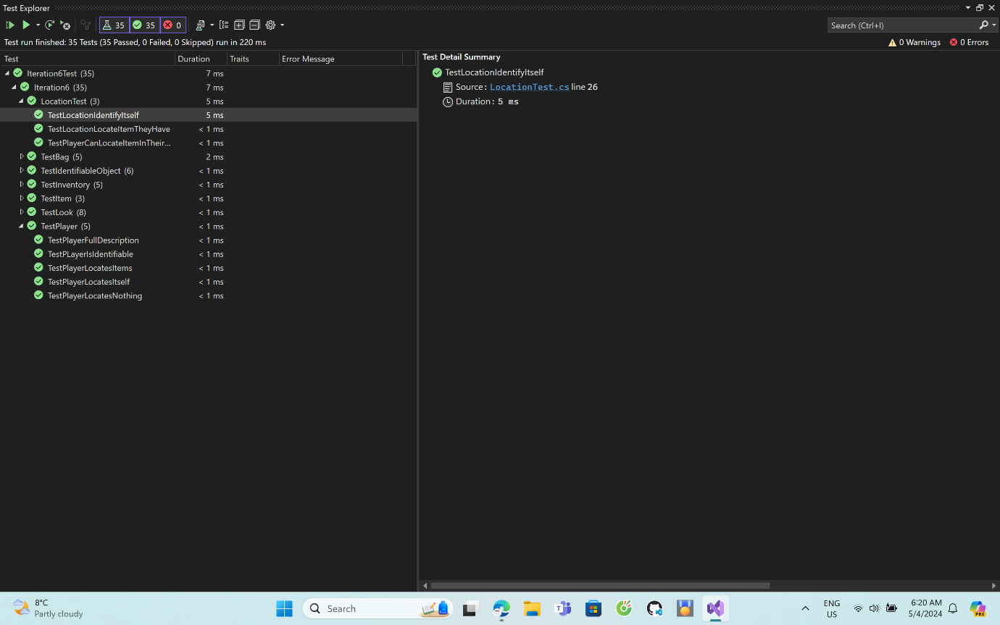 Test Explorer
35 35 0
Search (Ctrl+I)
Test run finished: 35 Tests (35 Passed, 0 Failed, 0 Skipped) run in 220 ms
0 Warnings 0 Errors
Test Duration Traits Error Message
Iteration6Test (35) 7 ms
Iteration6 (35) 7 ms
LocationTest (3) 5 ms
TestLocationIdentifyItself 5 ms
TestLocationLocateItemTheyHave < 1 ms
TestPlayerCanLocateItemInTheir... < 1 ms
TestBag (5) 2 ms
TestIdentifiableObject (6) < 1 ms
TestInventory (5) < 1 ms
TestItem (3) < 1 ms
TestLook (8) < 1 ms
TestPlayer (5) < 1 ms
TestPlayerFullDescription < 1 ms
TestPLayerIsIdentifiable < 1 ms
TestPlayerLocatesItems < 1 ms
TestPlayerLocatesItself < 1 ms
TestPlayerLocatesNothing < 1 ms
Test Detail Summary
TestLocationIdentifyItself
Source: LocationTest.cs line 26
Duration: 5 ms
8°C
Partly cloudy
Search
ENG
US
6:20 AM
5/4/2024
PRE